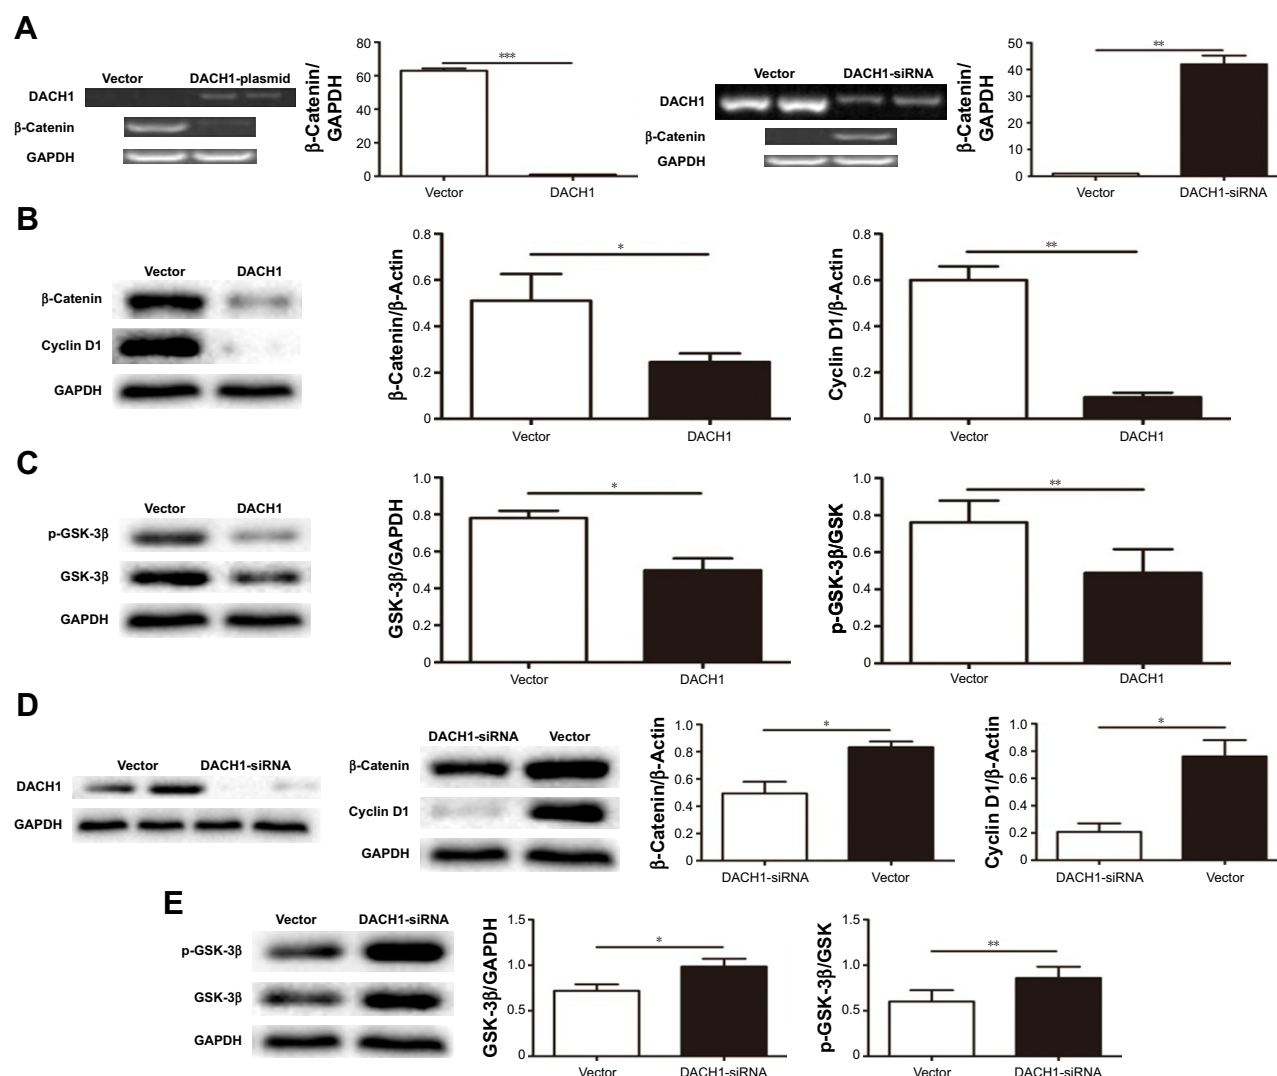 A
Vector DACH1-plasmid
DACH1
β-Catenin
GAPDH
β-Catenin/
GAPDH
80
60
40
20
0
***
Vector DACH1
Vector DACH1-siRNA
DACH1
β-Catenin
GAPDH
β-Catenin/
GAPDH
50
40
30
20
10
0
**
Vector DACH1-siRNA
B
Vector DACH1
β-Catenin
Cyclin D1
GAPDH
β-Catenin/β-Actin
0.8
0.6
0.4
0.2
0
*
Vector DACH1
Cyclin D1/β-Actin
0.8
0.6
0.4
0.2
0
**
Vector DACH1
C
Vector DACH1
p-GSK-3β
GSK-3β
GAPDH
GSK-3β/GAPDH
1.0
0.8
0.6
0.4
0.2
0
*
Vector DACH1
p-GSK-3β/GSK
1.0
0.8
0.6
0.4
0.2
0
**
Vector DACH1
D
Vector DACH1-siRNA
DACH1
GAPDH
DACH1-siRNA Vector
β-Catenin
Cyclin D1
GAPDH
β-Catenin/β-Actin
1.0
0.8
0.6
0.4
0.2
0
*
DACH1-siRNA Vector
Cyclin D1/β-Actin
1.0
0.8
0.6
0.4
0.2
0
*
DACH1-siRNA Vector
E
Vector DACH1-siRNA
p-GSK-3β
GSK-3β
GAPDH
GSK-3β/GAPDH
1.5
1.0
0.5
0
*
Vector DACH1-siRNA
p-GSK-3β/GSK
1.5
1.0
0.5
0
**
Vector DACH1-siRNA